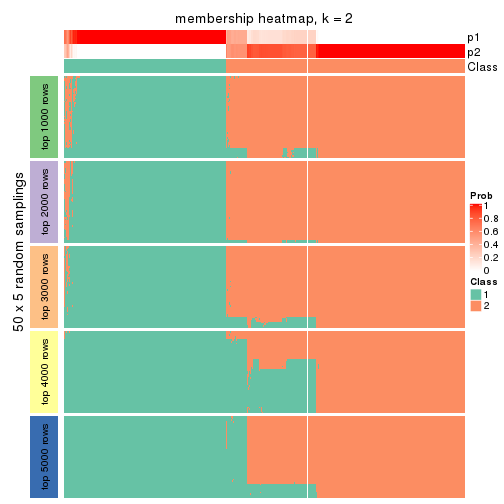 membership heatmap, k = 2
p1
p2
Class
50 x 5 random samplings
top 1000 rows
top 2000 rows
top 3000 rows
top 4000 rows
top 5000 rows
Prob
1
0.8
0.6
0.4
0.2
0
Class
1
2